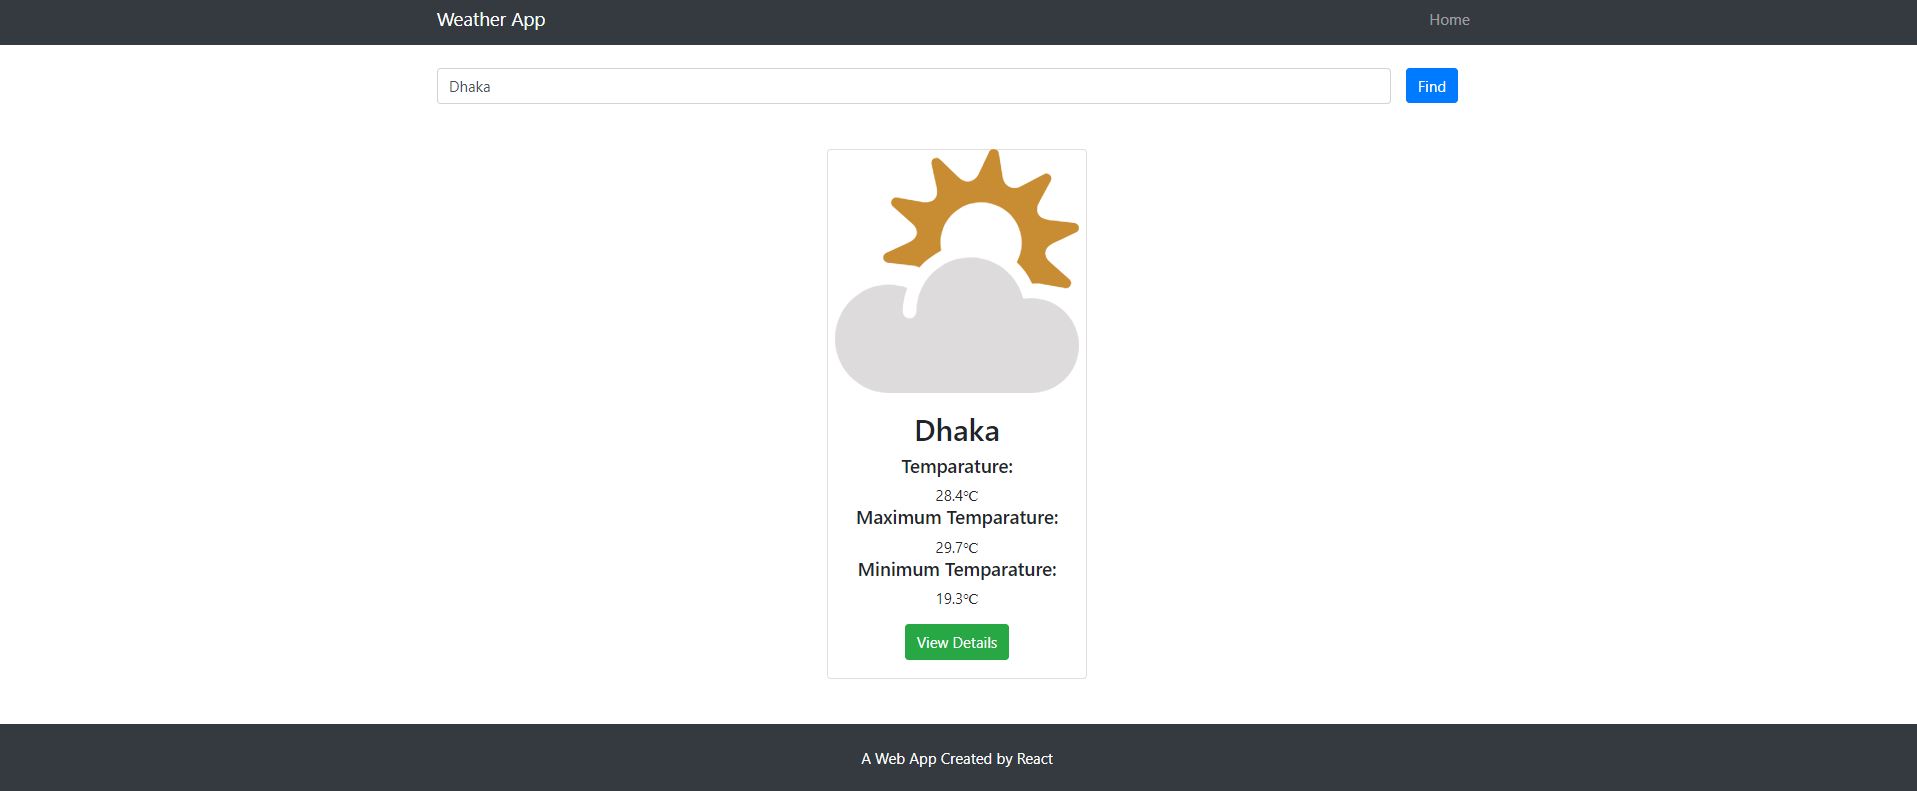 Weather App
Home
Dhaka
Find
Dhaka
Temparature:
28.4°C
Maximum Temparature:
29.7°C
Minimum Temparature:
19.3°C
View Details
A Web App Created by React